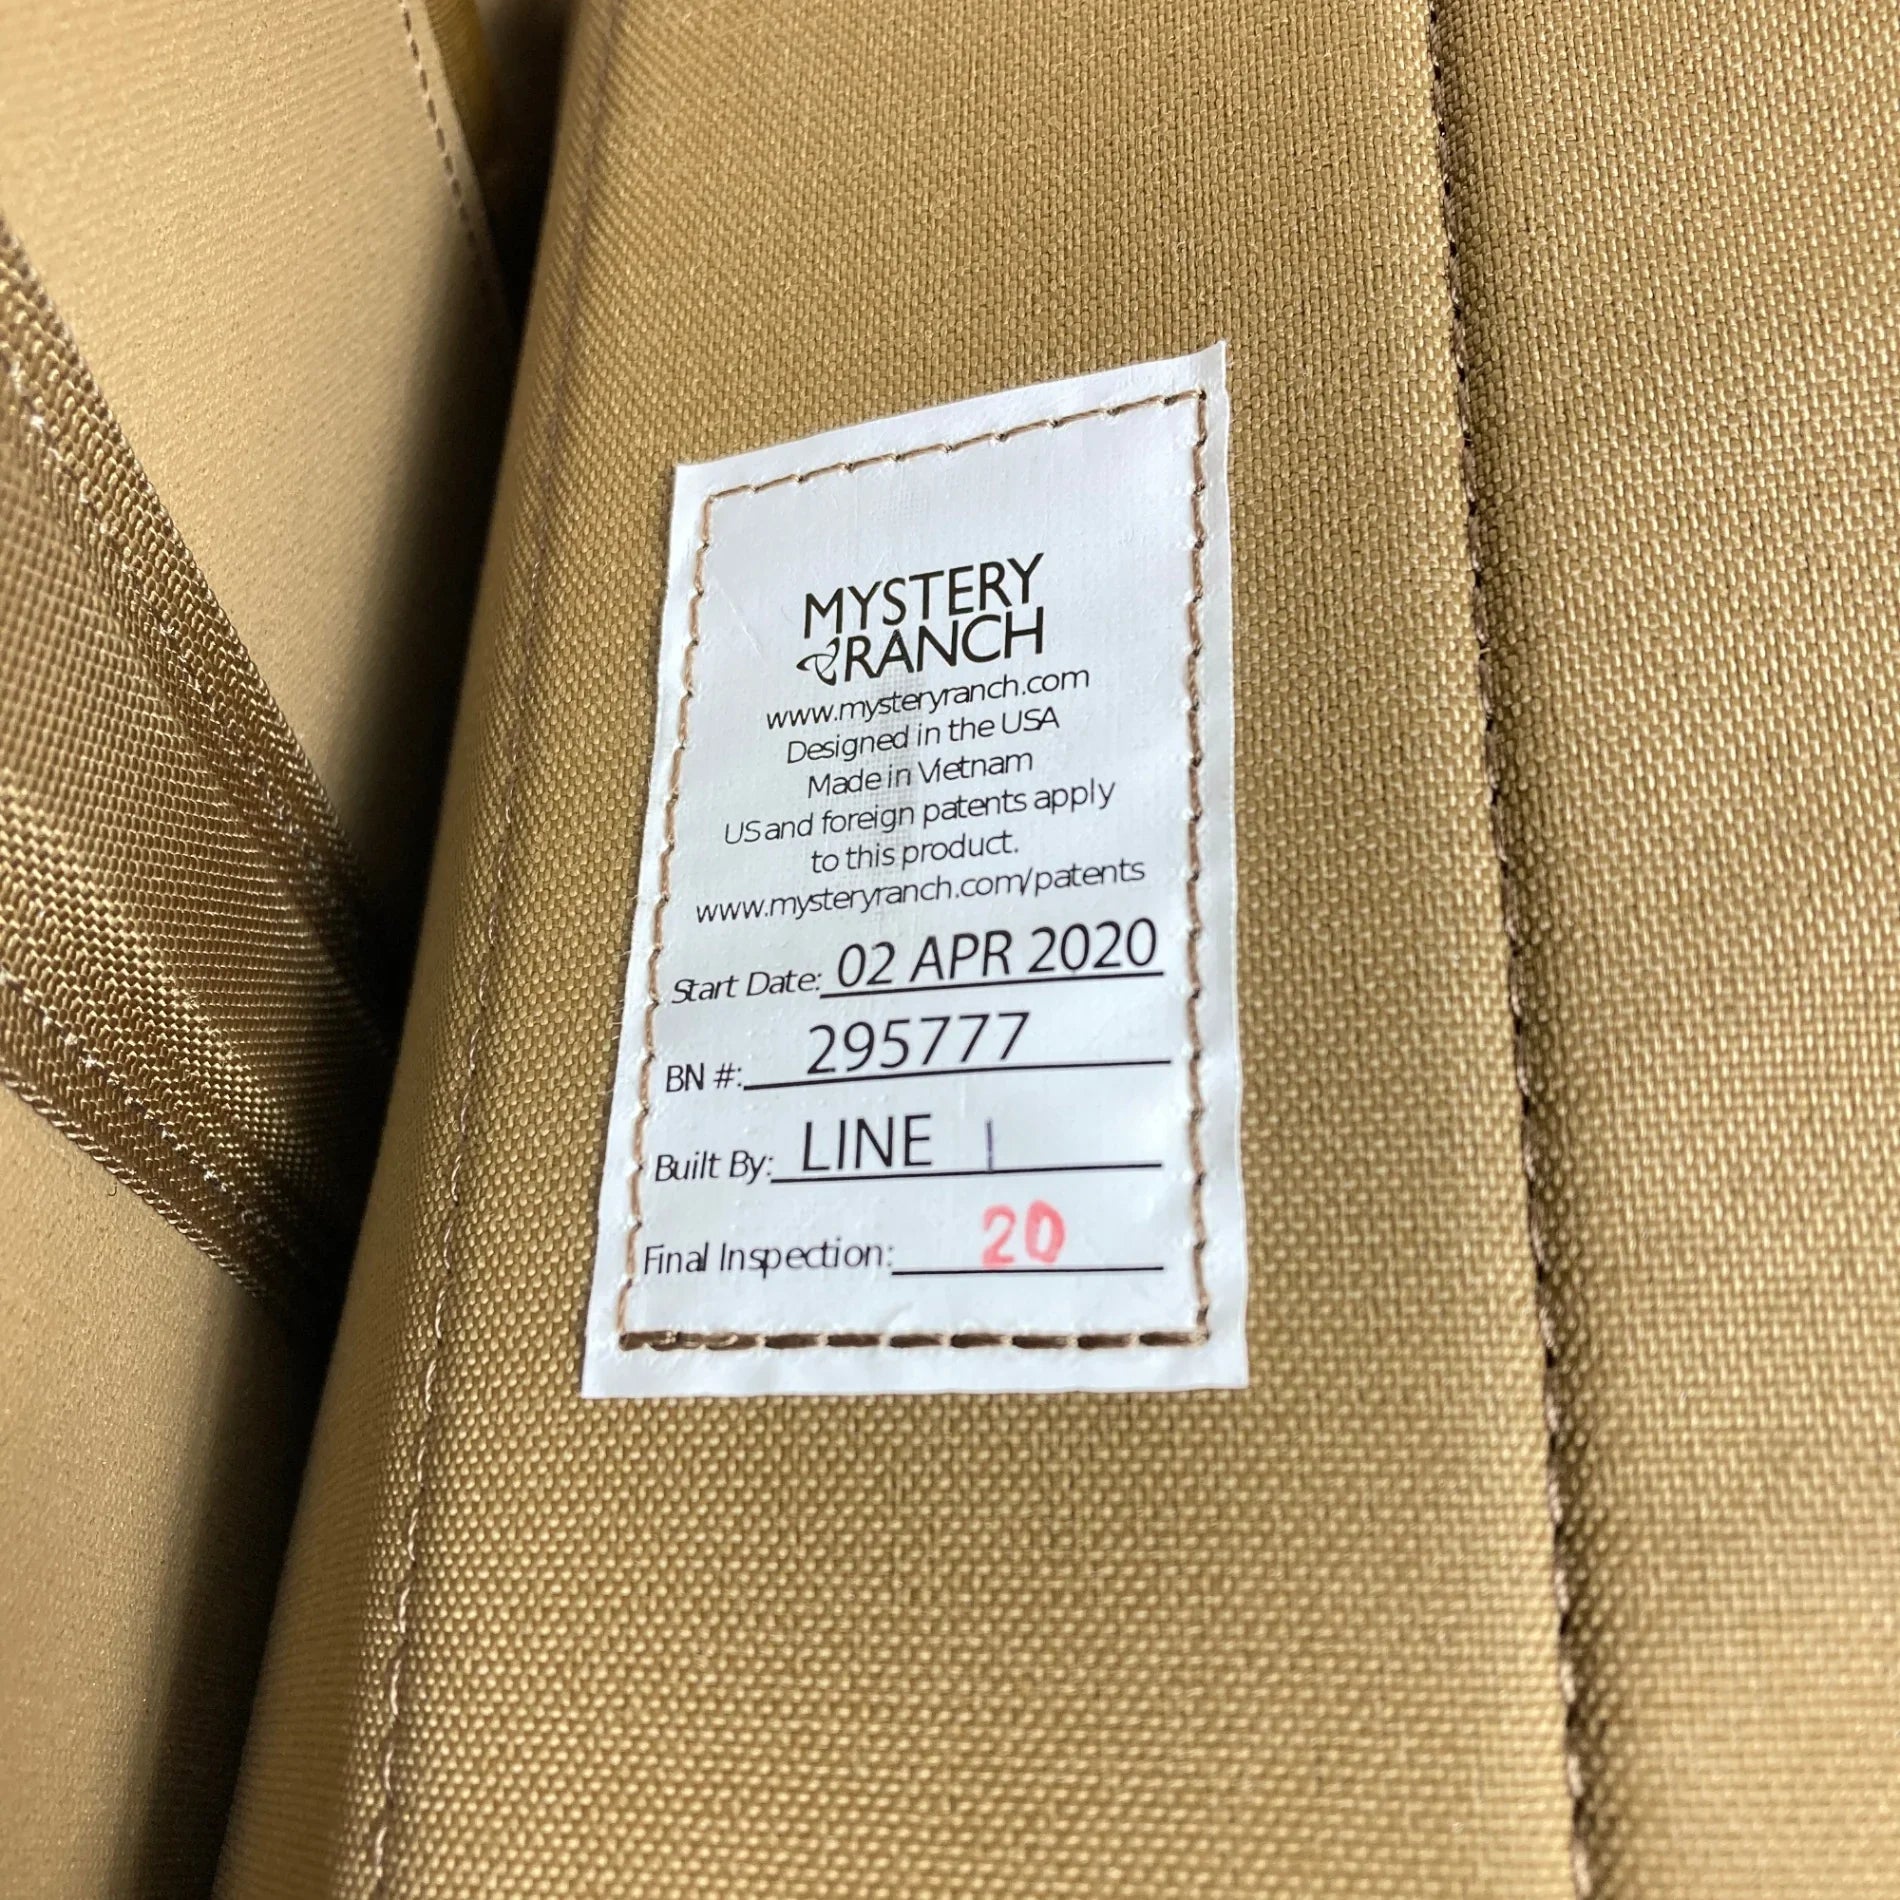 MYSTERY
RANCH
www.mysteryranch.com
Designed in the USA
Made in Vietnam
US and foreign patents apply
to this product.
www.mysteryranch.com/patents
Start Date: 02 APR 2020
BN #: 295777
Built By: LINE 1
Final Inspection: 20